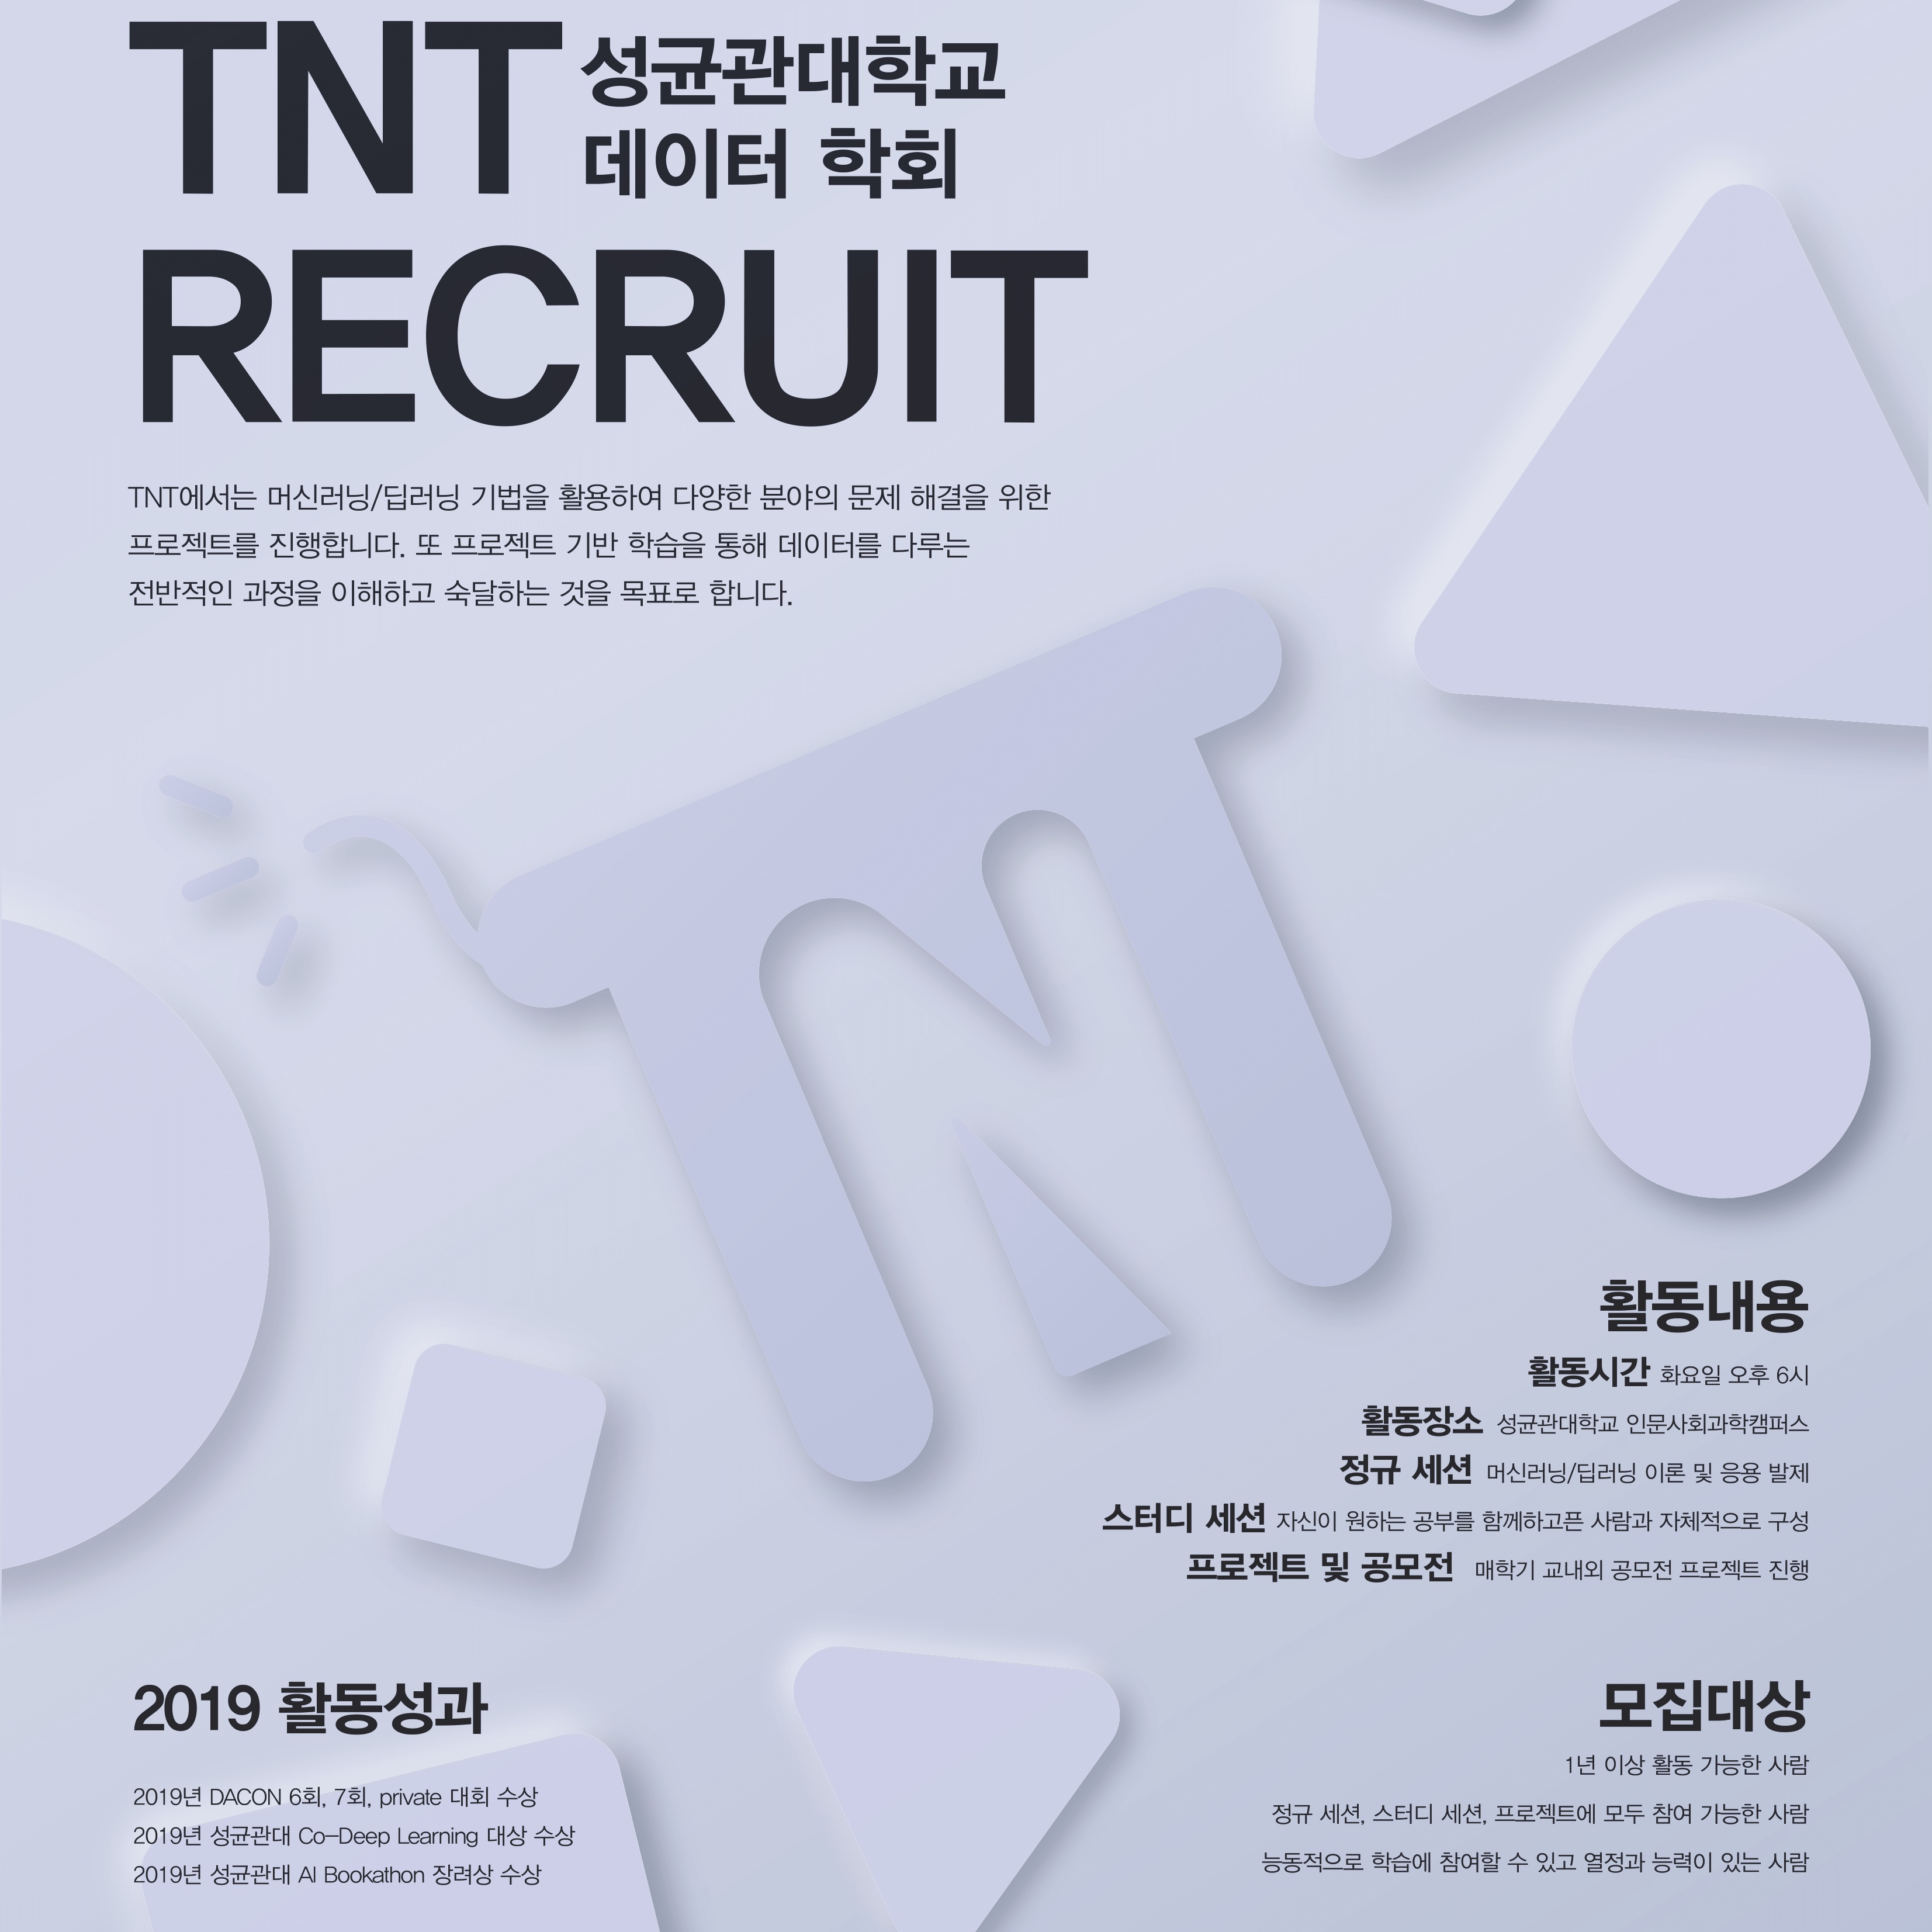 TNT 성균관대학교
데이터 학회
RECRUIT
TNT에서는 머신러닝/딥러닝 기법을 활용하여 다양한 분야의 문제 해결을 위한
프로젝트를 진행합니다. 또 프로젝트 기반 학습을 통해 데이터를 다루는
전반적인 과정을 이해하고 숙달하는 것을 목표로 합니다.
TNT
활동내용
활동시간 화요일 오후 6시
활동장소 성균관대학교 인문사회과학캠퍼스
정규 세션 머신러닝/딥러닝 이론 및 응용 발제
스터디 세션 자신이 원하는 공부를 함께하고픈 사람과 자체적으로 구성
프로젝트 및 공모전 매학기 교내외 공모전 프로젝트 진행
2019 활동성과
2019년 DACON 6회, 7회, private 대회 수상
2019년 성균관대 Co-Deep Learning 대상 수상
2019년 성균관대 AI Bookathon 장려상 수상
모집대상
1년 이상 활동 가능한 사람
정규 세션, 스터디 세션, 프로젝트에 모두 참여 가능한 사람
능동적으로 학습에 참여할 수 있고 열정과 능력이 있는 사람